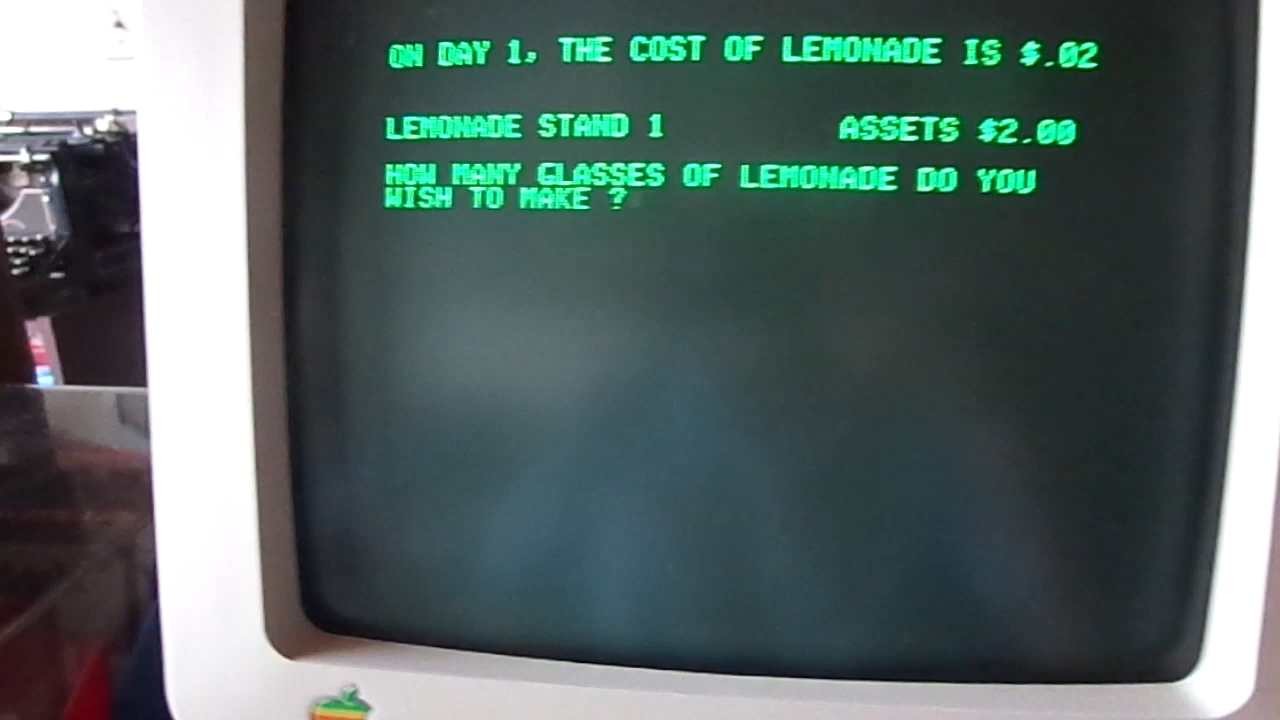 ON DAY 1, THE COST OF LEMONADE IS $.02
LEMONADE STAND 1 ASSETS $2.00
HOW MANY GLASSES OF LEMONADE DO YOU
WISH TO MAKE ?